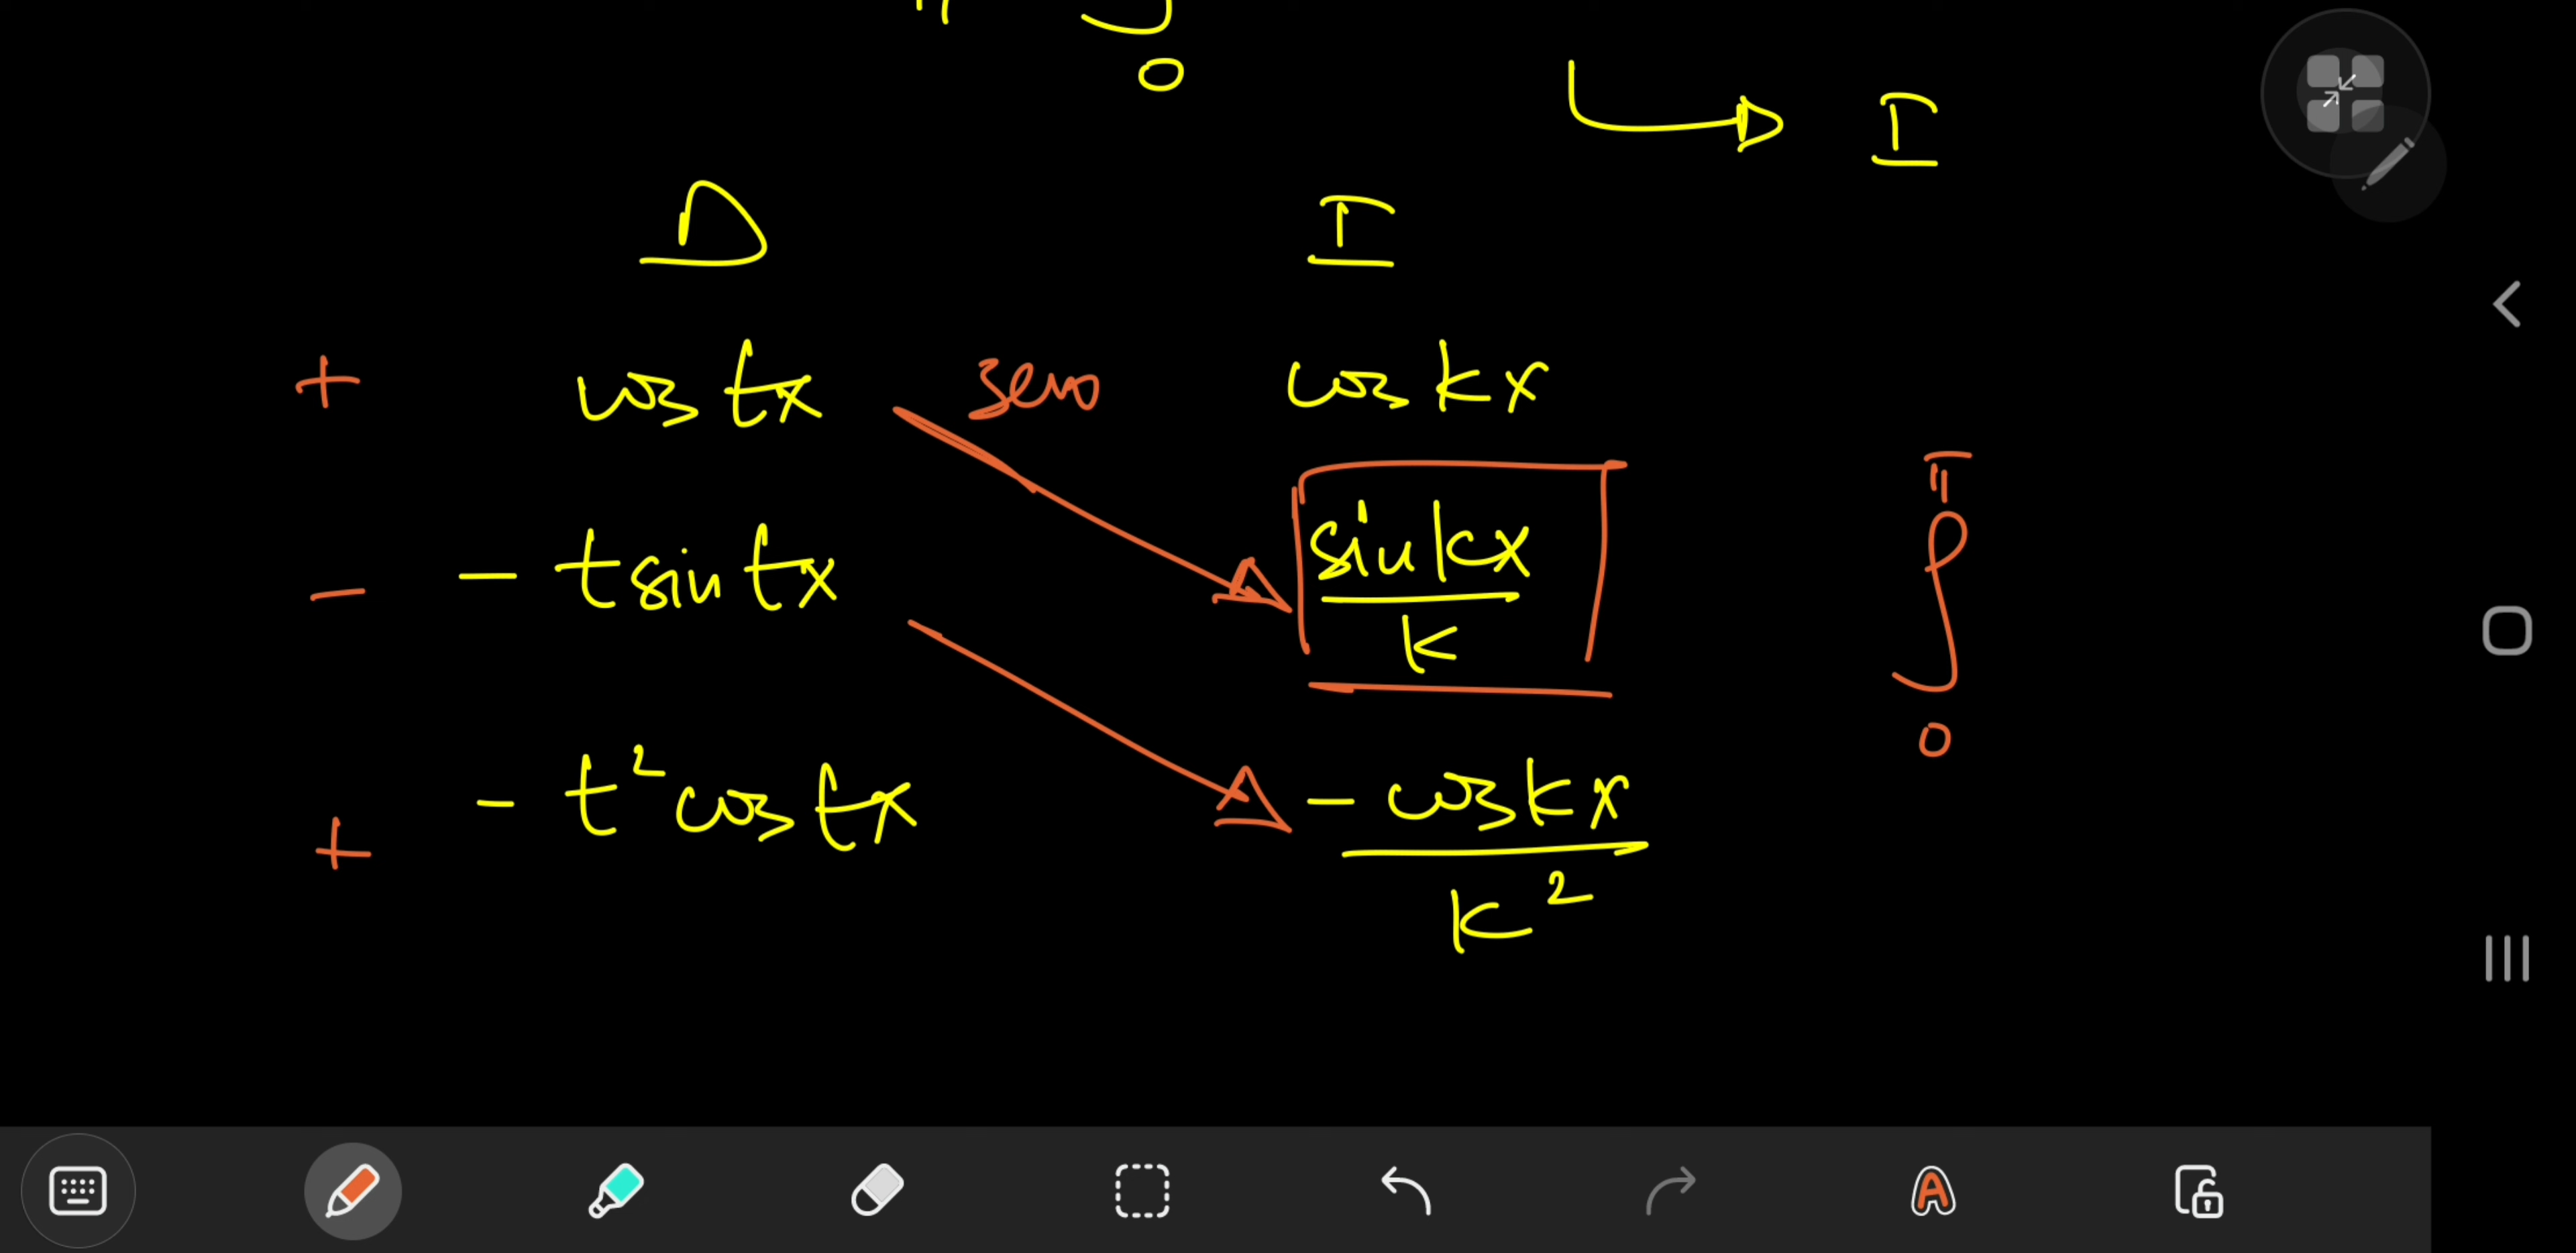 π ∫ 0
I
D I
+ cos tx zero cos kx
− − t sin tx sin kx / k
π ∫ 0
+ − t² cos tx − cos kx / k²
A